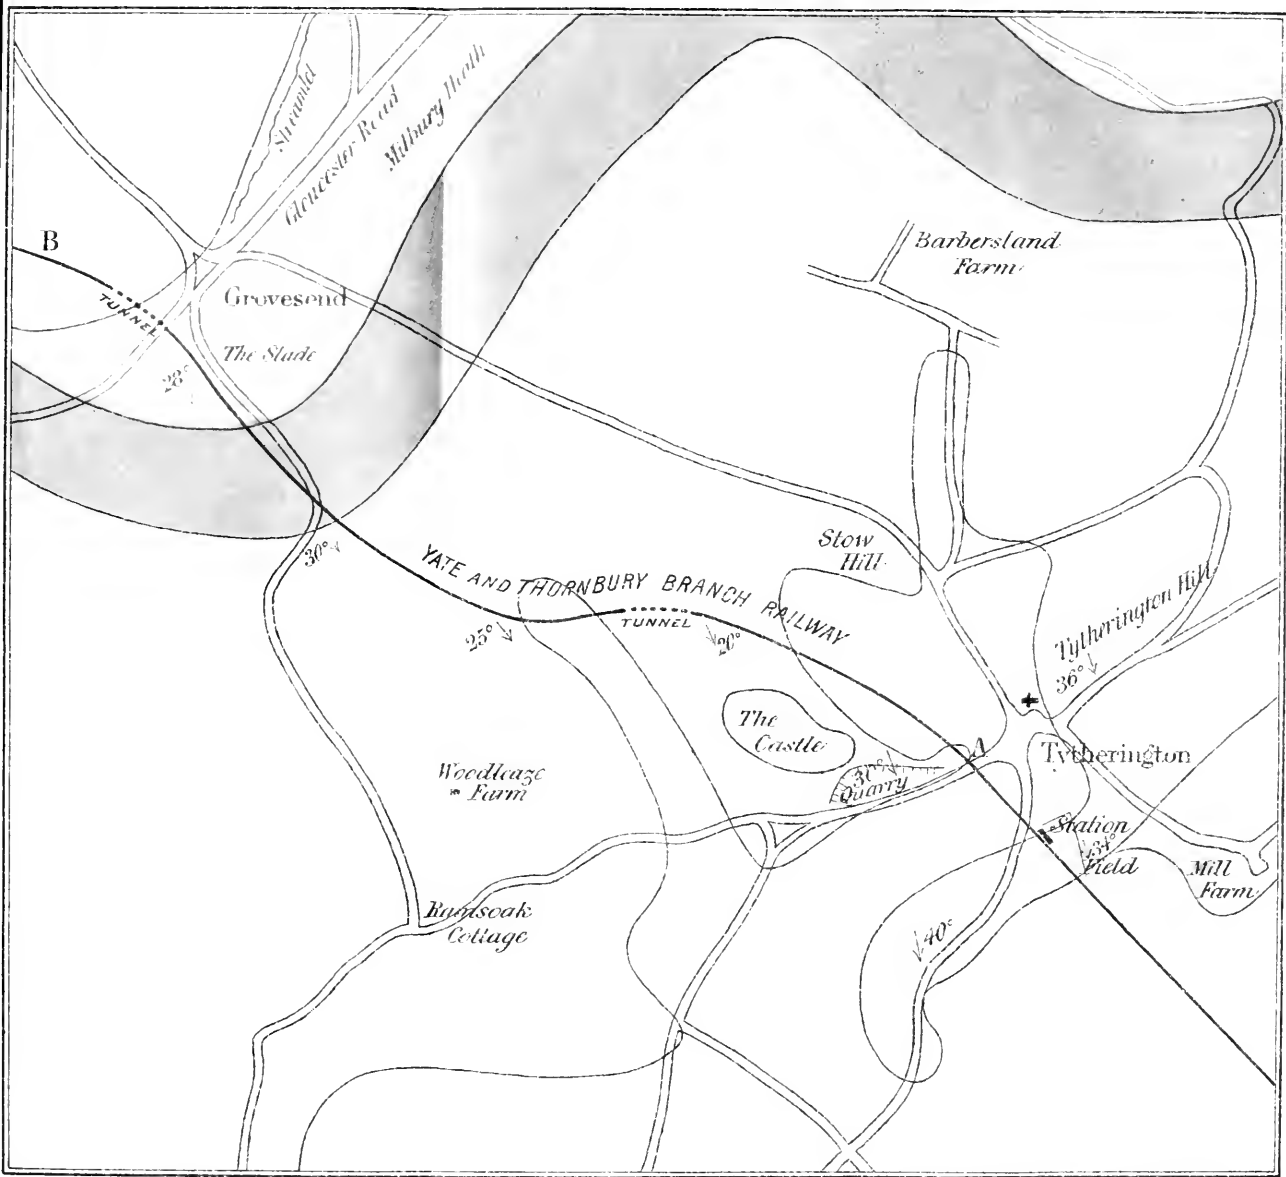 Shramld
Gloucester Road
Milbury Heath
B
Barbersland
Farm
TUNNEL
Grovesend
The Slade
28°
Stow
Hill
30°
YATE AND THORNBURY BRANCH RAILWAY
TUNNEL
25°
20°
Tytherington Hill
36°
The
Castle
A
Tytherington
Woodleaze
Farm
30°
Quarry
Station
34°
Field
Mill
Farm
Ramsoak
Cottage
40°